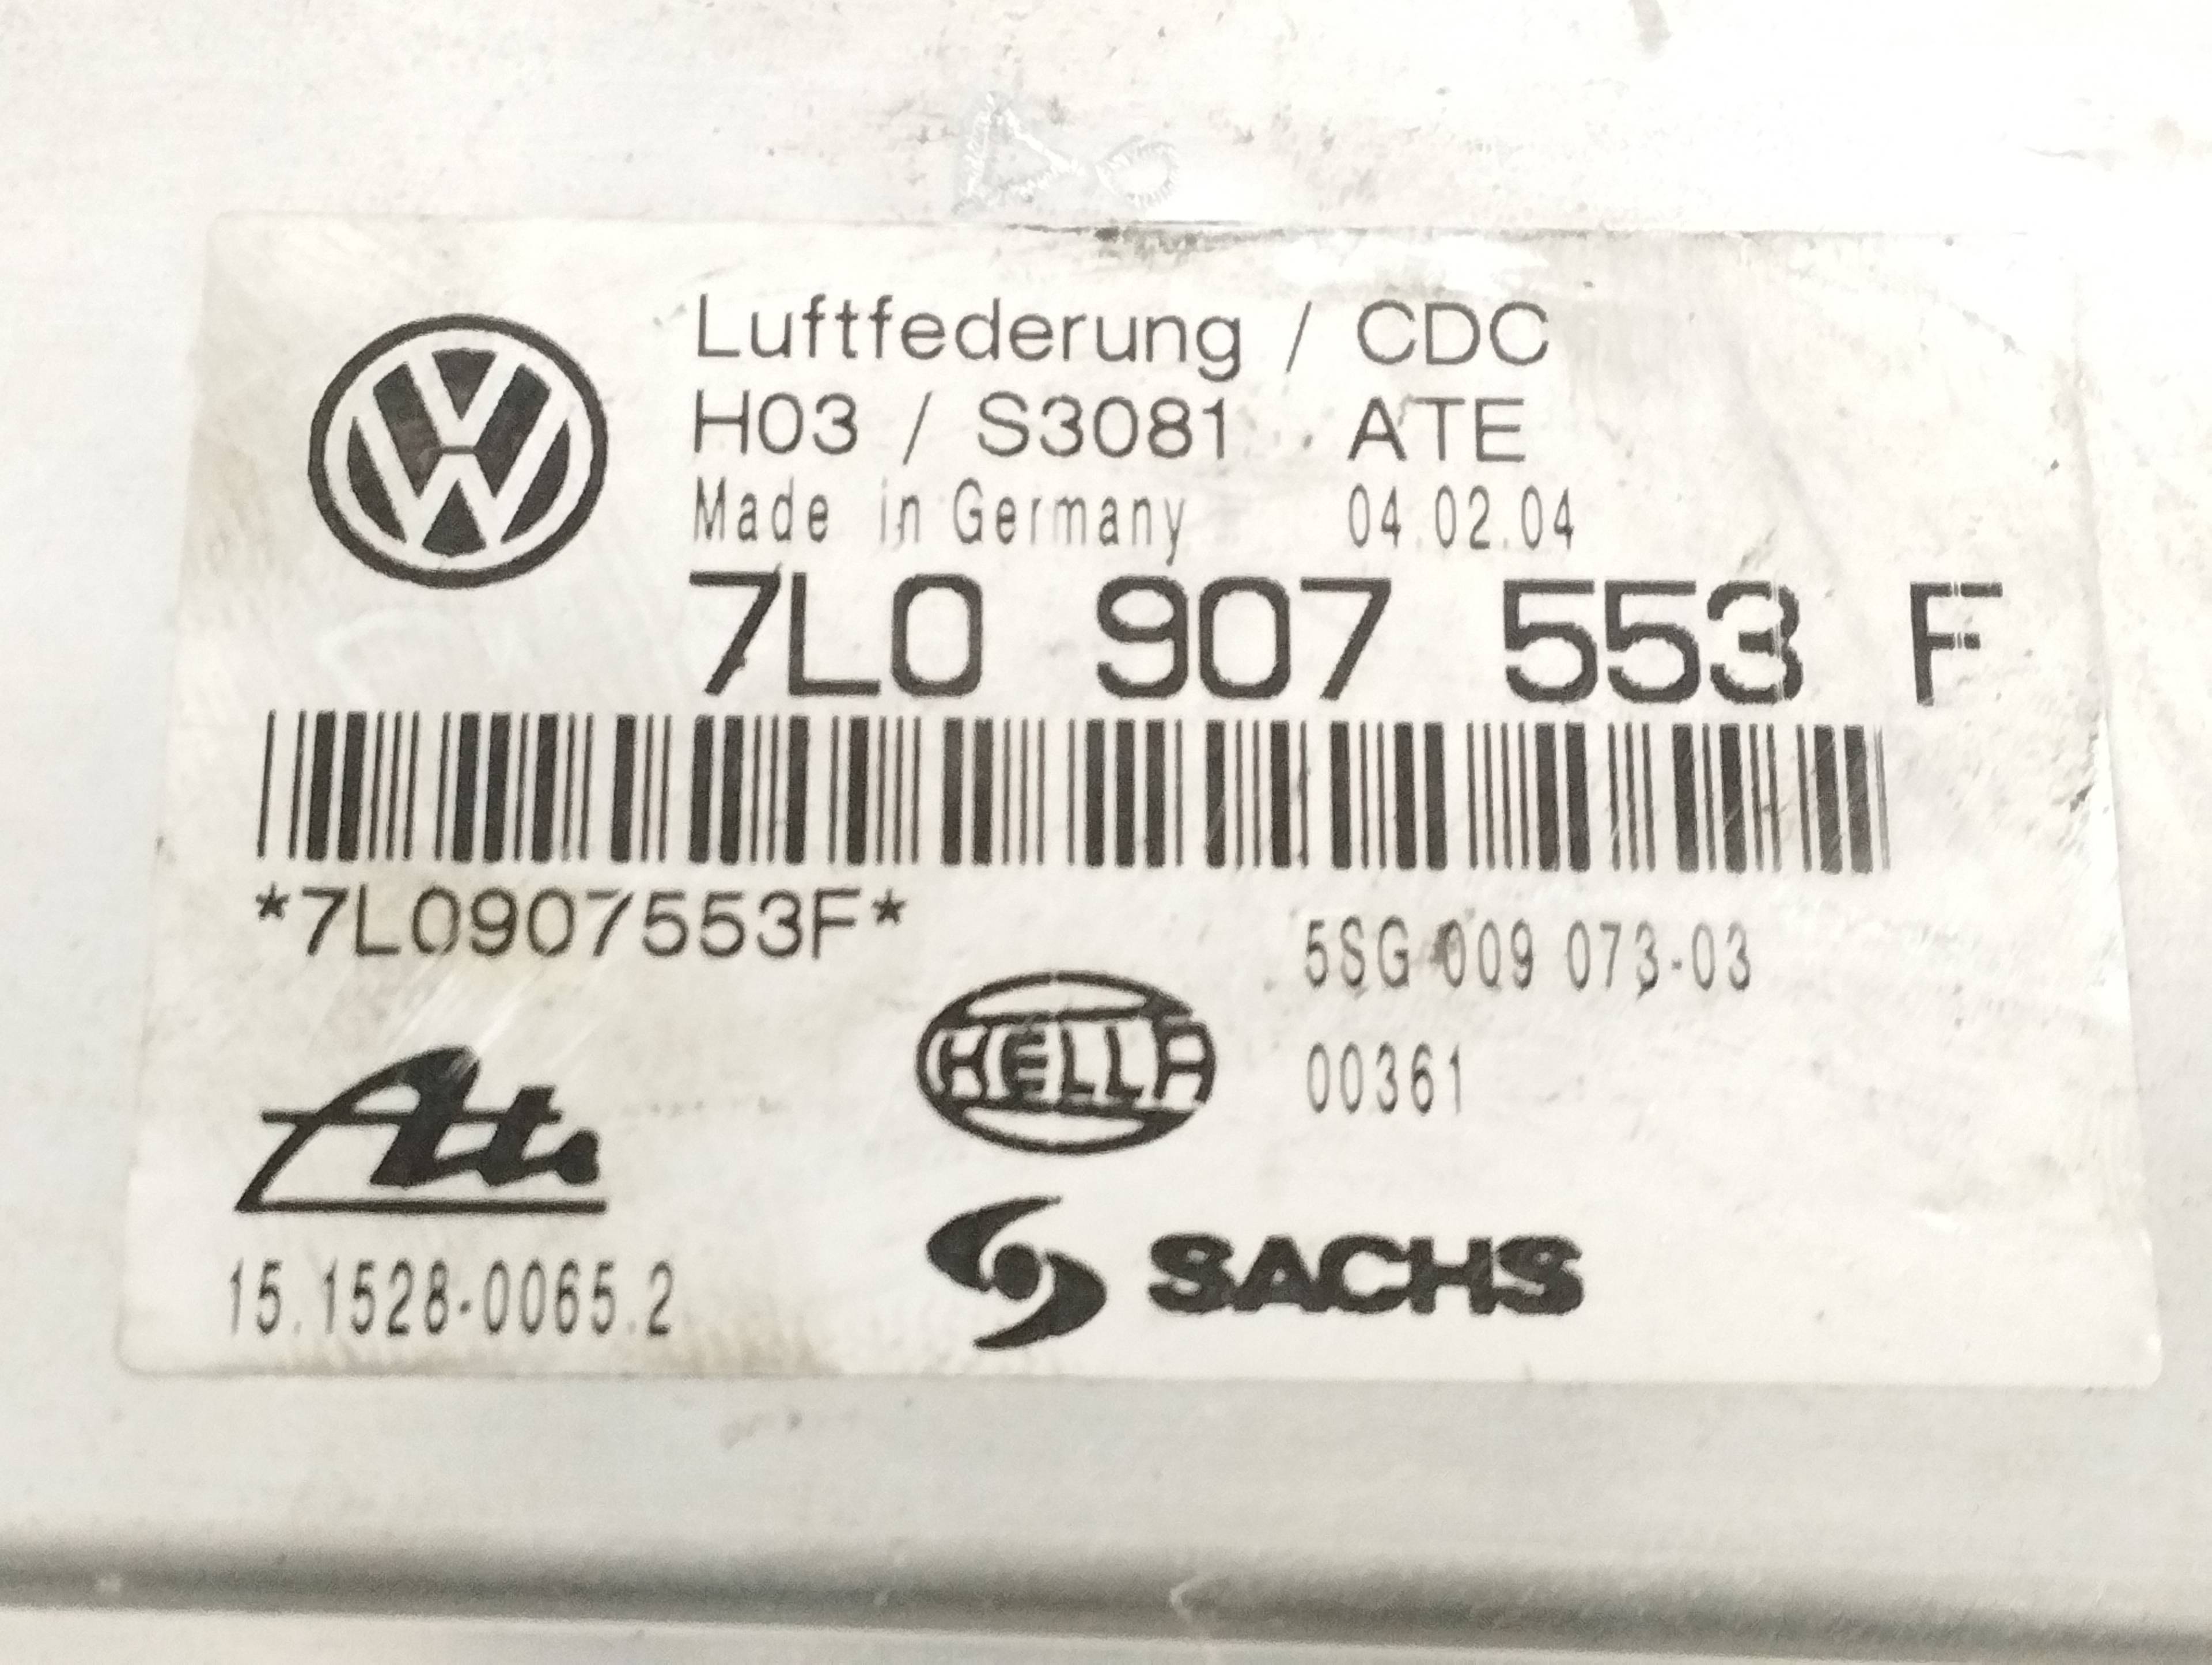 Luftfederung / CDC
H03 / S3081 ATE
Made in Germany 04.02.04
7L0 907 553 F
*7L0907553F*
5SG 009 073-03
HELLA
00361
Ate
15.1528-0065.2
SACHS